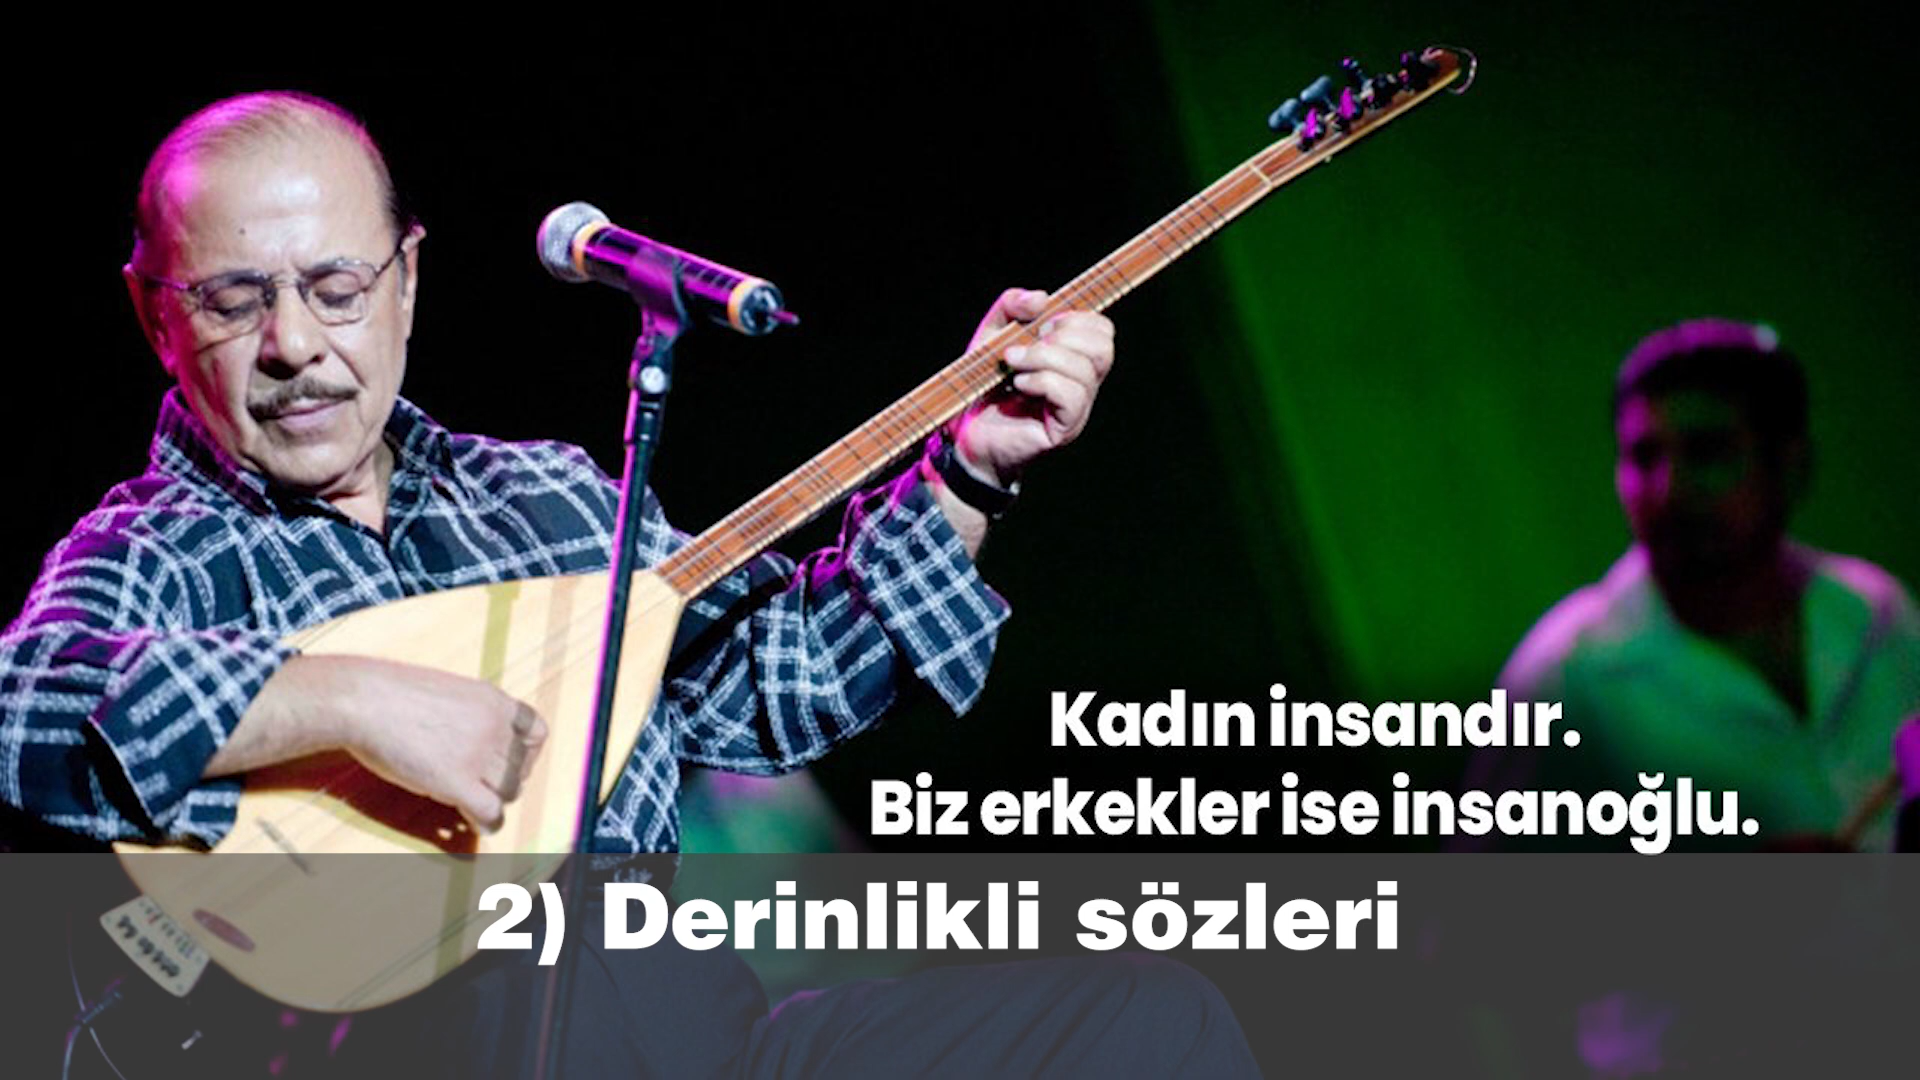 Kadın insandır.
Biz erkekler ise insanoğlu.
2) Derinlikli sözleri